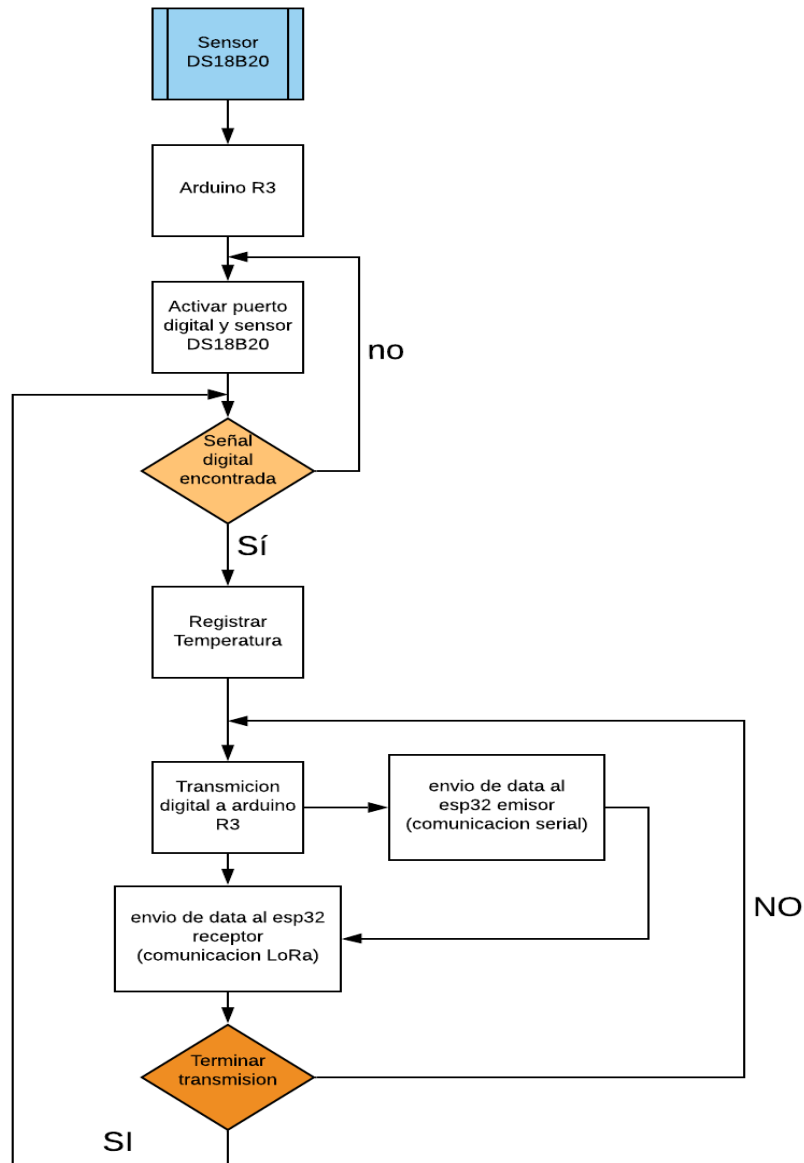 Sensor
DS18B20
Arduino R3
Activar puerto
digital y sensor
DS18B20
no
Señal
digital
encontrada
Sí
Registrar
Temperatura
Transmicion
digital a arduino
R3
envio de data al
esp32 emisor
(comunicacion serial)
envio de data al esp32
receptor
(comunicacion LoRa)
NO
Terminar
transmision
SI